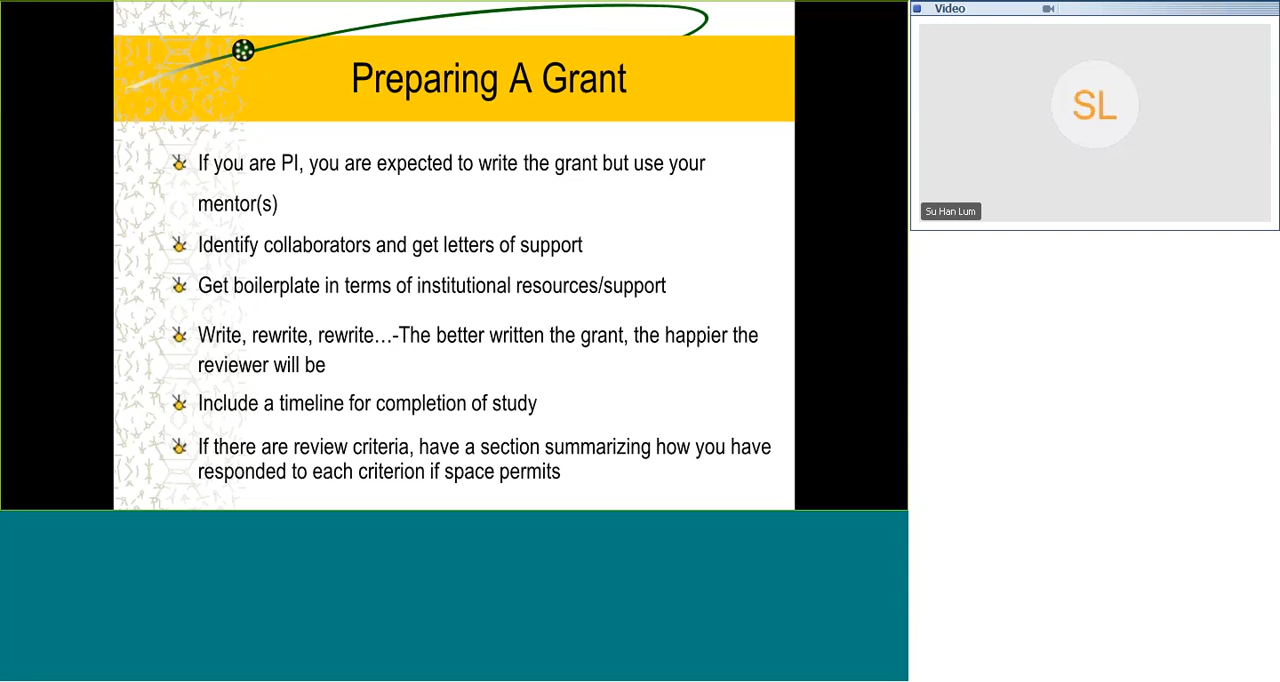 Preparing A Grant
If you are PI, you are expected to write the grant but use your
mentor(s)
Identify collaborators and get letters of support
Get boilerplate in terms of institutional resources/support
Write, rewrite, rewrite…-The better written the grant, the happier the
reviewer will be
Include a timeline for completion of study
If there are review criteria, have a section summarizing how you have
responded to each criterion if space permits
Video
SL
Su Han Lum